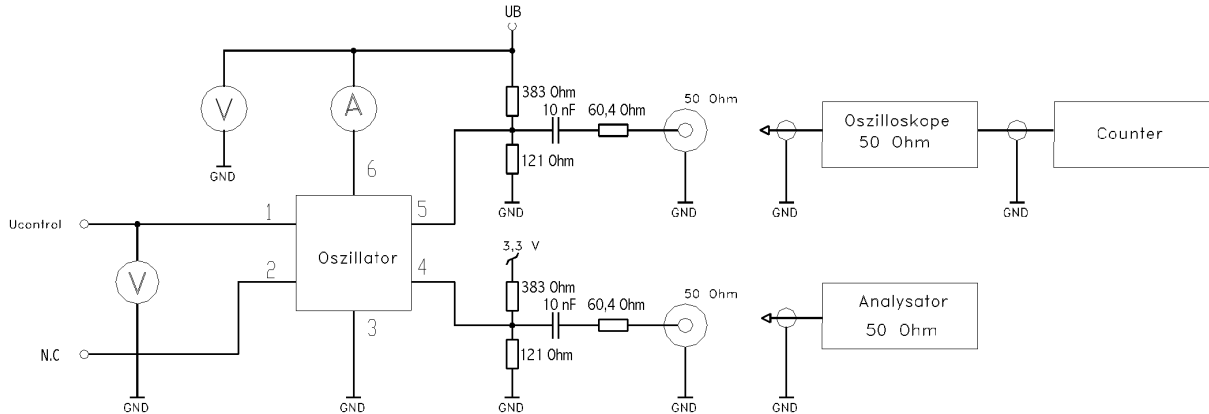 UB
383 Ohm
10 nF
60,4 Ohm
50 Ohm
V
A
Oszilloskope
50 Ohm
Counter
121 Ohm
GND
6
GND
GND
GND
GND
Ucontrol
1
5
Oszillator
3,3 V
V
2
4
383 Ohm
10 nF
60,4 Ohm
50 Ohm
Analysator
50 Ohm
3
N.C
121 Ohm
GND
GND
GND
GND
GND